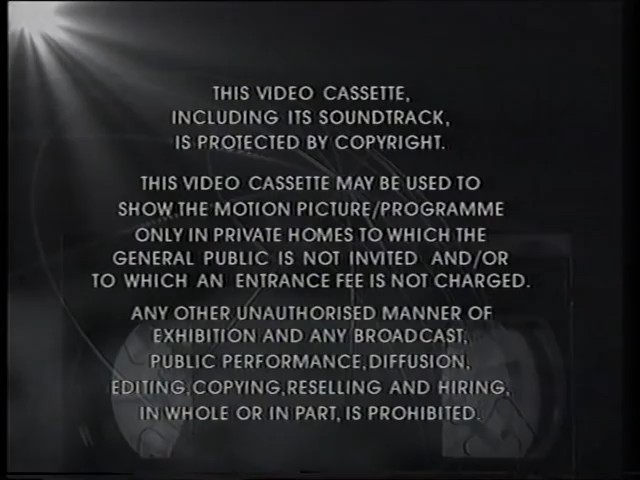 THIS VIDEO CASSETTE,
INCLUDING ITS SOUNDTRACK,
IS PROTECTED BY COPYRIGHT.
THIS VIDEO CASSETTE MAY BE USED TO
SHOW THE MOTION PICTURE/PROGRAMME
ONLY IN PRIVATE HOMES TO WHICH THE
GENERAL PUBLIC IS NOT INVITED AND/OR
TO WHICH AN ENTRANCE FEE IS NOT CHARGED.
ANY OTHER UNAUTHORISED MANNER OF
EXHIBITION AND ANY BROADCAST,
PUBLIC PERFORMANCE,DIFFUSION,
EDITING,COPYING,RESELLING AND HIRING,
IN WHOLE OR IN PART, IS PROHIBITED.